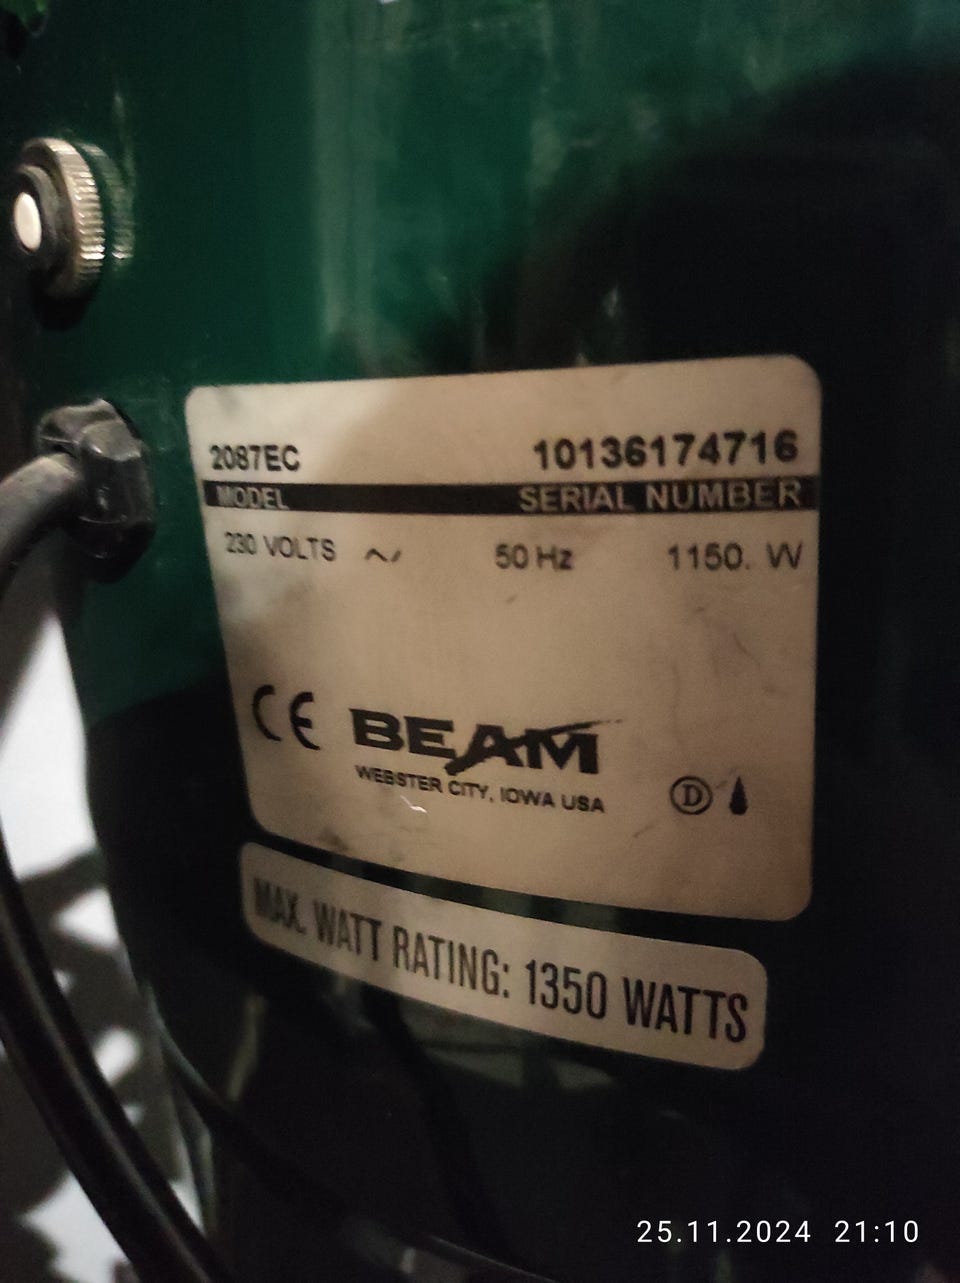 2087EC 10136174716
MODEL SERIAL NUMBER
230 VOLTS ~ 50 Hz 1150. W
CE BEAM
WEBSTER CITY, IOWA USA
D
MAX. WATT RATING: 1350 WATTS
25.11.2024 21:10